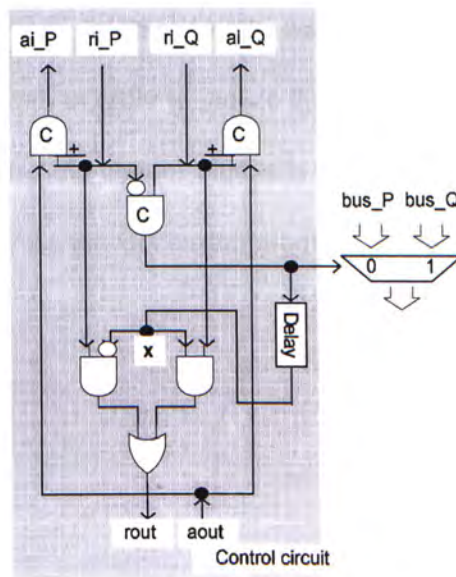 ai_P ri_P ri_Q ai_Q
C + + C
C
bus_P bus_Q
0 1
Delay
x
rout aout
Control circuit